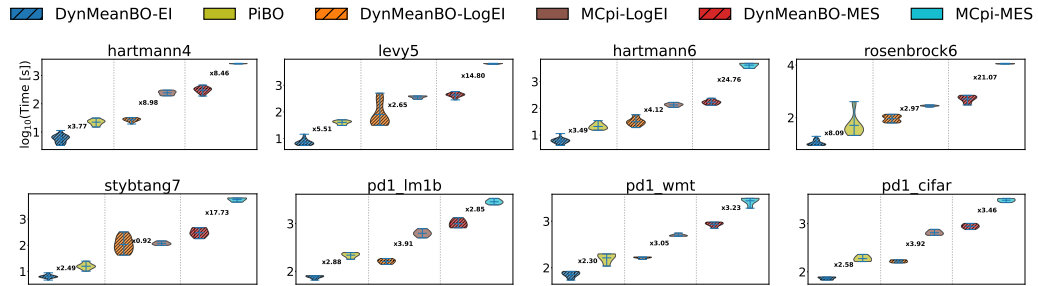 DynMeanBO-EI PiBO DynMeanBO-LogEI MCpi-LogEI DynMeanBO-MES MCpi-MES
hartmann4 levy5 hartmann6 rosenbrock6
log10(Time [s])
3
2
1
x3.77 x8.98 x8.46
3
2
1
x5.51 x2.65 x14.80
3
2
1
x3.49 x4.12 x24.76
4
2
x8.09 x2.97 x21.07
stybtang7 pd1_lm1b pd1_wmt pd1_cifar
3
2
1
x2.49 x0.92 x17.73
3
2
x2.88 x3.91 x2.85
3
2
x2.30 x3.05 x3.23
3
2
x2.58 x3.92 x3.46